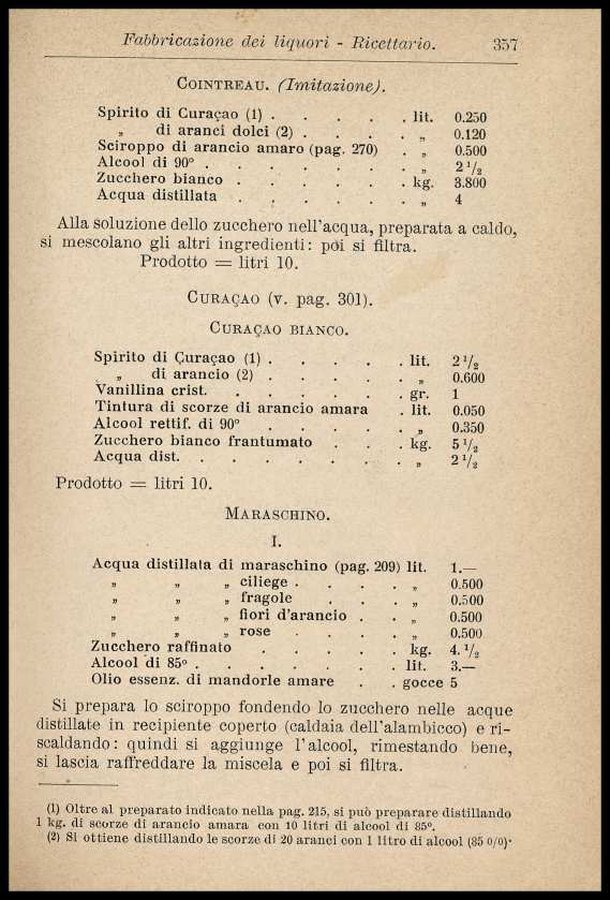 Fabbricazione dei liquori - Ricettario. 357
COINTREAU. (Imitazione).
Spirito di Curaçao (1) . . . . . lit. 0.250
„ di aranci dolci (2) . . . . „ 0.120
Sciroppo di arancio amaro (pag. 270) . „ 0.500
Alcool di 90° . . . . . . . „ 2 1/2
Zucchero bianco . . . . . . kg. 3.800
Acqua distillata . . . . . . „ 4
Alla soluzione dello zucchero nell'acqua, preparata a caldo,
si mescolano gli altri ingredienti: poi si filtra.
Prodotto = litri 10.
CURAÇAO (v. pag. 301).
CURAÇAO BIANCO.
Spirito di Curaçao (1) . . . . . lit. 2 1/2
„ di arancio (2) . . . . . „ 0.600
Vanillina crist. . . . . . . gr. 1
Tintura di scorze di arancio amara . lit. 0.050
Alcool rettif. di 90° . . . . . „ 0.350
Zucchero bianco frantumato . . . kg. 5 1/2
Acqua dist. . . . . . . . „ 2 1/2
Prodotto = litri 10.
MARASCHINO.
I.
Acqua distillata di maraschino (pag. 209) lit. 1.—
„ „ „ ciliege . . . . „ 0.500
„ „ „ fragole . . . „ 0.500
„ „ „ fiori d'arancio . . „ 0.500
„ „ „ rose . . . . „ 0.500
Zucchero raffinato . . . . . kg. 4. 1/2
Alcool di 85° . . . . . . . lit. 3.—
Olio essenz. di mandorle amare . . gocce 5
Si prepara lo sciroppo fondendo lo zucchero nelle acque
distillate in recipiente coperto (caldaia dell'alambicco) e ri-
scaldando: quindi si aggiunge l'alcool, rimestando bene,
si lascia raffreddare la miscela e poi si filtra.
(1) Oltre al preparato indicato nella pag. 215, si può preparare distillando
1 kg. di scorze di arancio amara con 10 litri di alcool di 85°.
(2) Si ottiene distillando le scorze di 20 aranci con 1 litro di alcool (85 0/0).